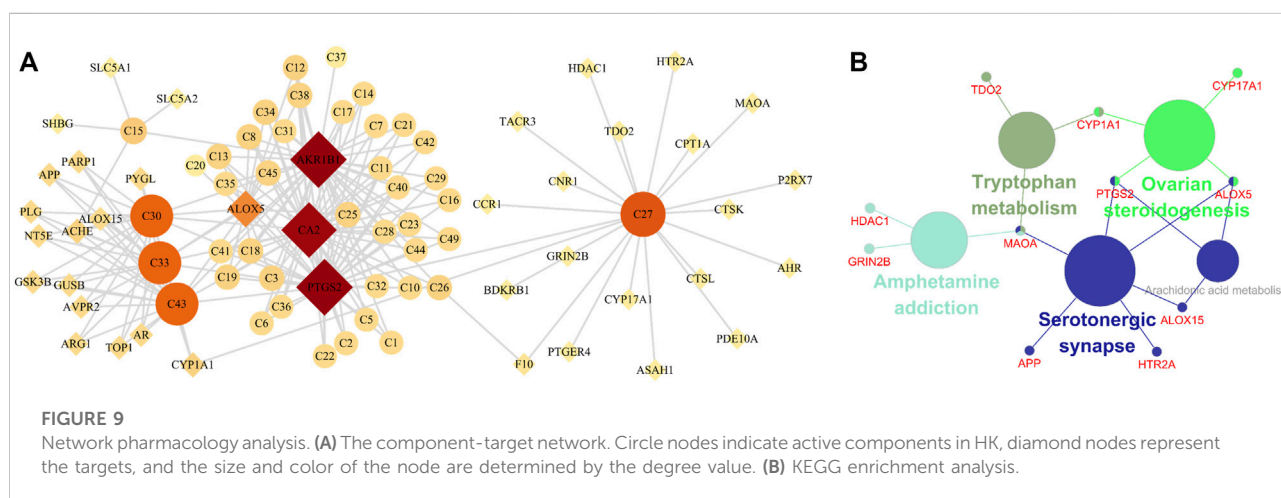 A
SLC5A1
SLC5A2
SHBG
C15
PARP1
APP
PYGL
PLG
ALOX15
C30
NT5E
ACHE
C33
GSK3B
GUSB
C43
AVPR2
ARG1
TOP1
AR
CYP1A1
C12
C37
C38
C14
C34
C17
C8
C31
C7
C21
C42
C13
C20
AKR1B1
C11
C35
C45
C40
C29
C16
ALOX5
C25
C23
CA2
C28
C49
C41
C18
C44
C19
C3
PTGS2
C32
C10
C26
C36
C6
C5
C22
C2
C1
HDAC1
HTR2A
MAOA
TACR3
TDO2
CPT1A
CNR1
P2RX7
CCR1
CTSK
C27
GRIN2B
AHR
BDKRB1
CTSL
CYP17A1
PTGER4
PDE10A
F10
ASAH1
B
TDO2
CYP17A1
CYP1A1
Tryptophan
metabolism
PTGS2
Ovarian
steroidogenesis
ALOX5
HDAC1
MAOA
GRIN2B
Amphetamine
addiction
Arachidonic acid metabolis
Serotonergic
synapse
ALOX15
APP
HTR2A
FIGURE 9
Network pharmacology analysis. (A) The component-target network. Circle nodes indicate active components in HK, diamond nodes represent
the targets, and the size and color of the node are determined by the degree value. (B) KEGG enrichment analysis.